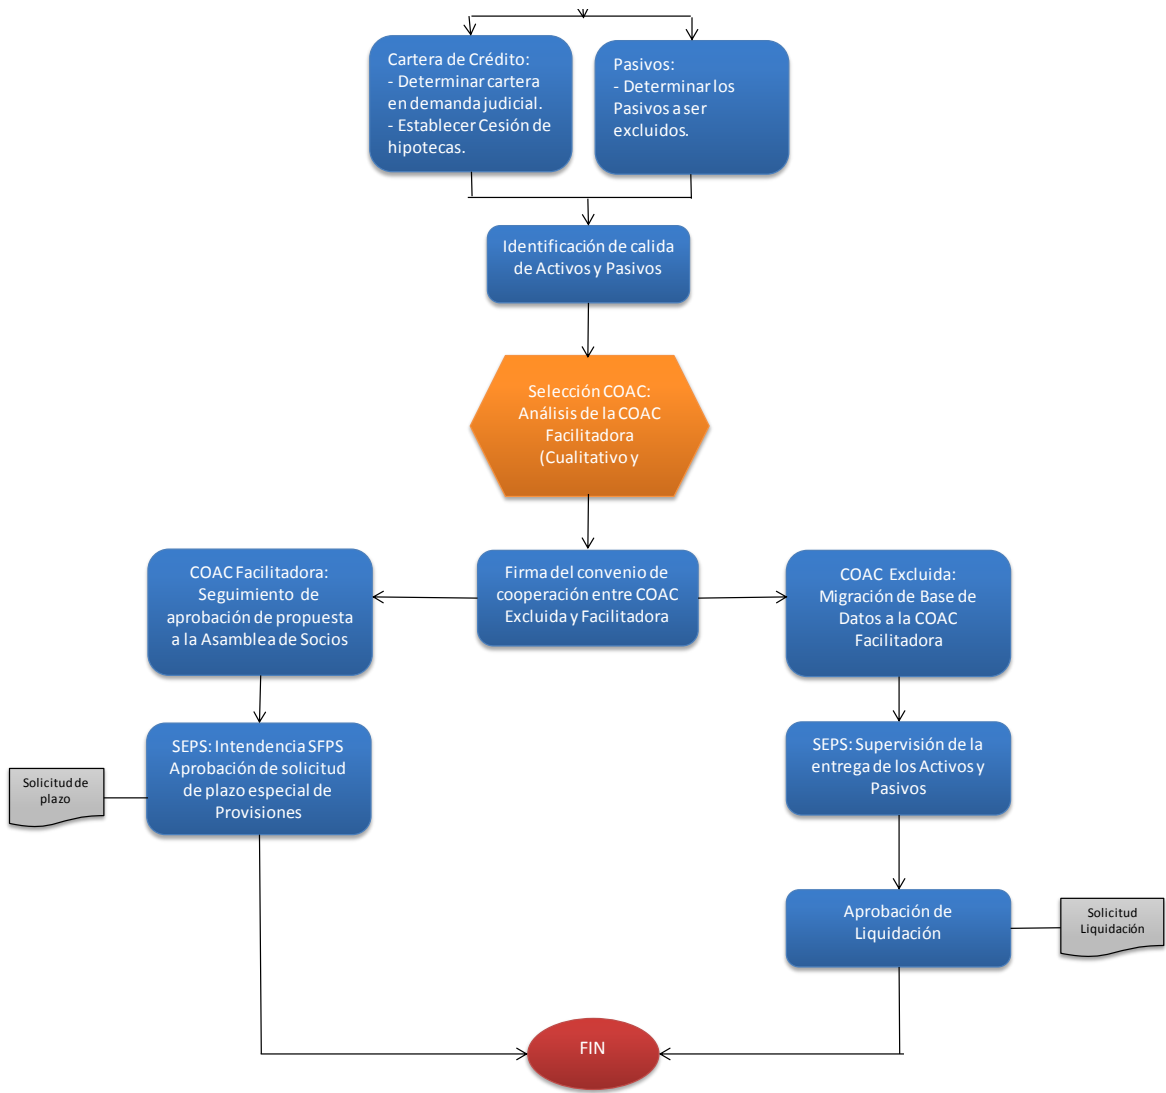 Cartera de Crédito:
- Determinar cartera
en demanda judicial.
- Establecer Cesión de
hipotecas.
Pasivos:
- Determinar los
Pasivos a ser
excluidos.
Identificación de calida
de Activos y Pasivos
Selección COAC:
Análisis de la COAC
Facilitadora
(Cualitativo y
Firma del convenio de
cooperación entre COAC
Excluida y Facilitadora
COAC Facilitadora:
Seguimiento de
aprobación de propuesta
a la Asamblea de Socios
COAC Excluida:
Migración de Base de
Datos a la COAC
Facilitadora
SEPS: Intendencia SFPS
Aprobación de solicitud
de plazo especial de
Provisiones
Solicitud de
plazo
SEPS: Supervisión de la
entrega de los Activos y
Pasivos
Aprobación de
Liquidación
Solicitud
Liquidación
FIN